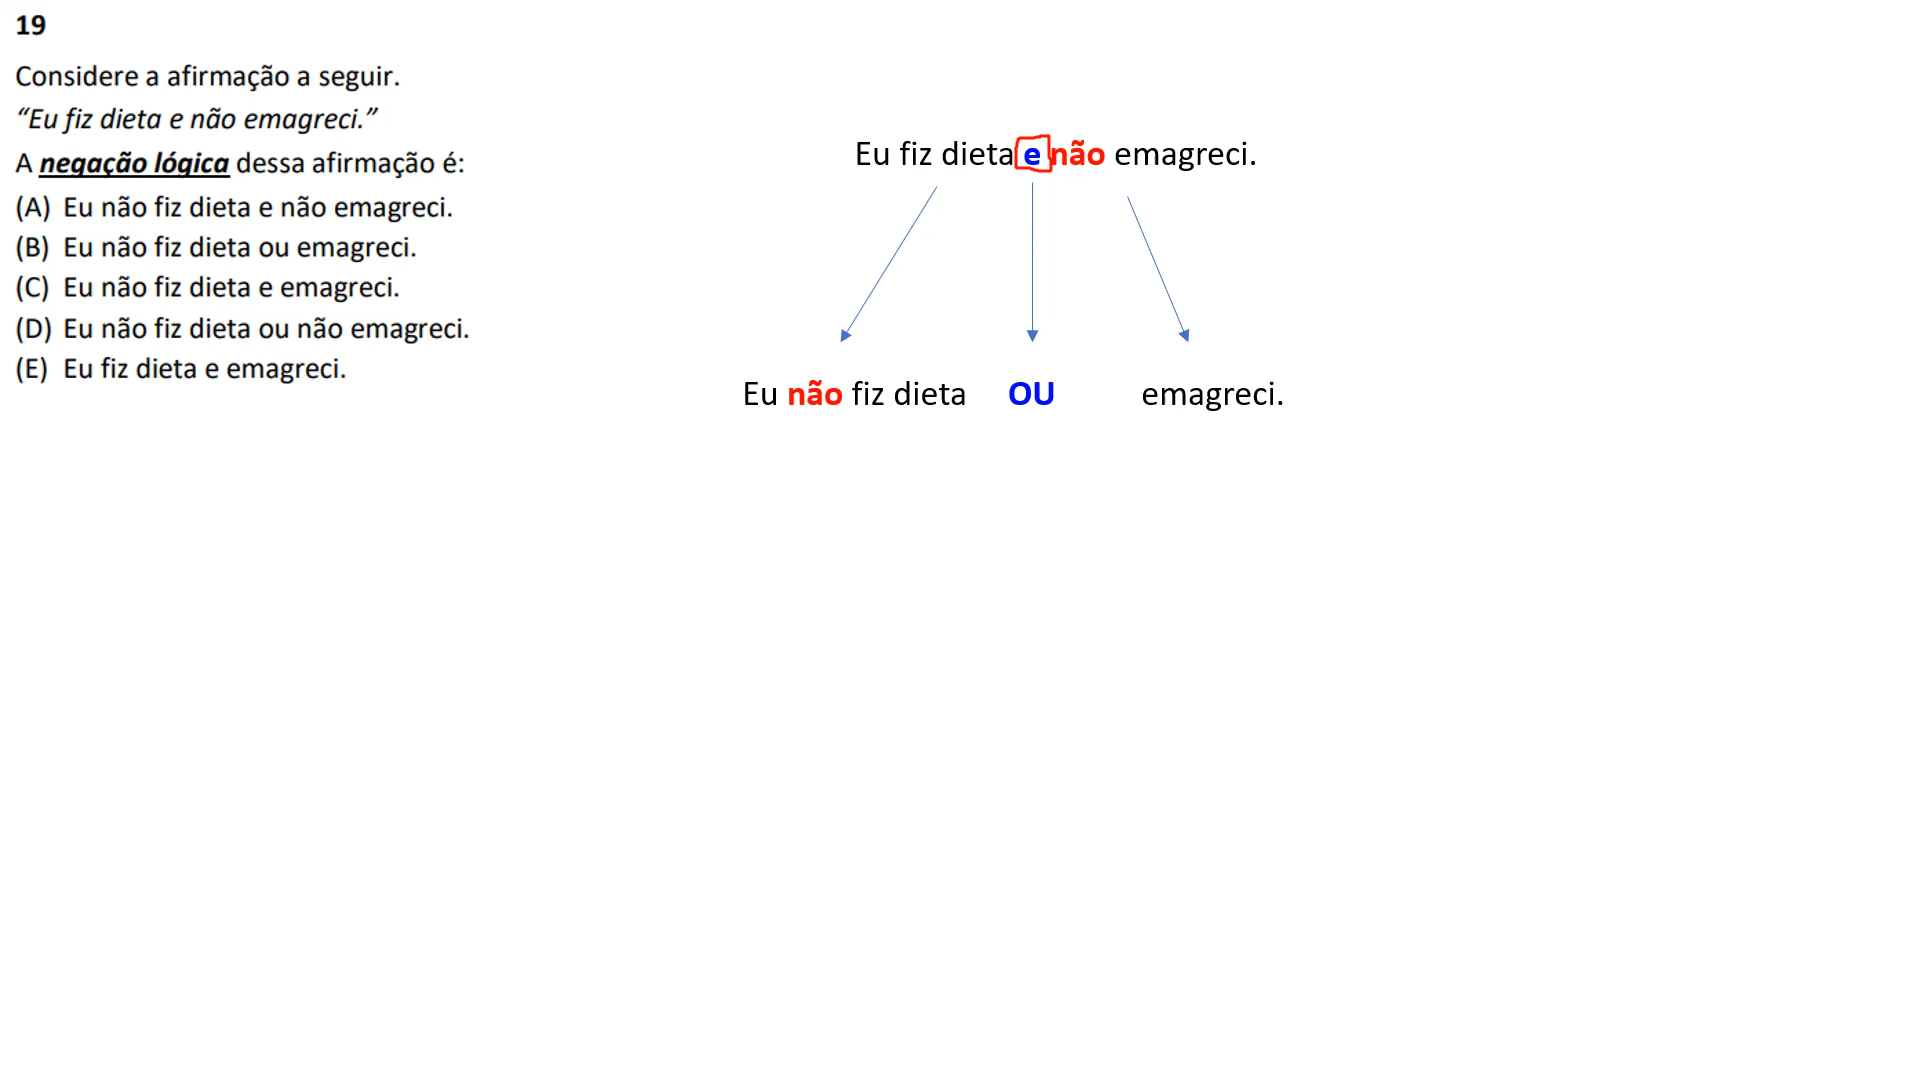 19
Considere a afirmação a seguir.
“Eu fiz dieta e não emagreci.”
A negação lógica dessa afirmação é:
(A) Eu não fiz dieta e não emagreci.
(B) Eu não fiz dieta ou emagreci.
(C) Eu não fiz dieta e emagreci.
(D) Eu não fiz dieta ou não emagreci.
(E) Eu fiz dieta e emagreci.
Eu fiz dieta e não emagreci.
Eu não fiz dieta OU emagreci.